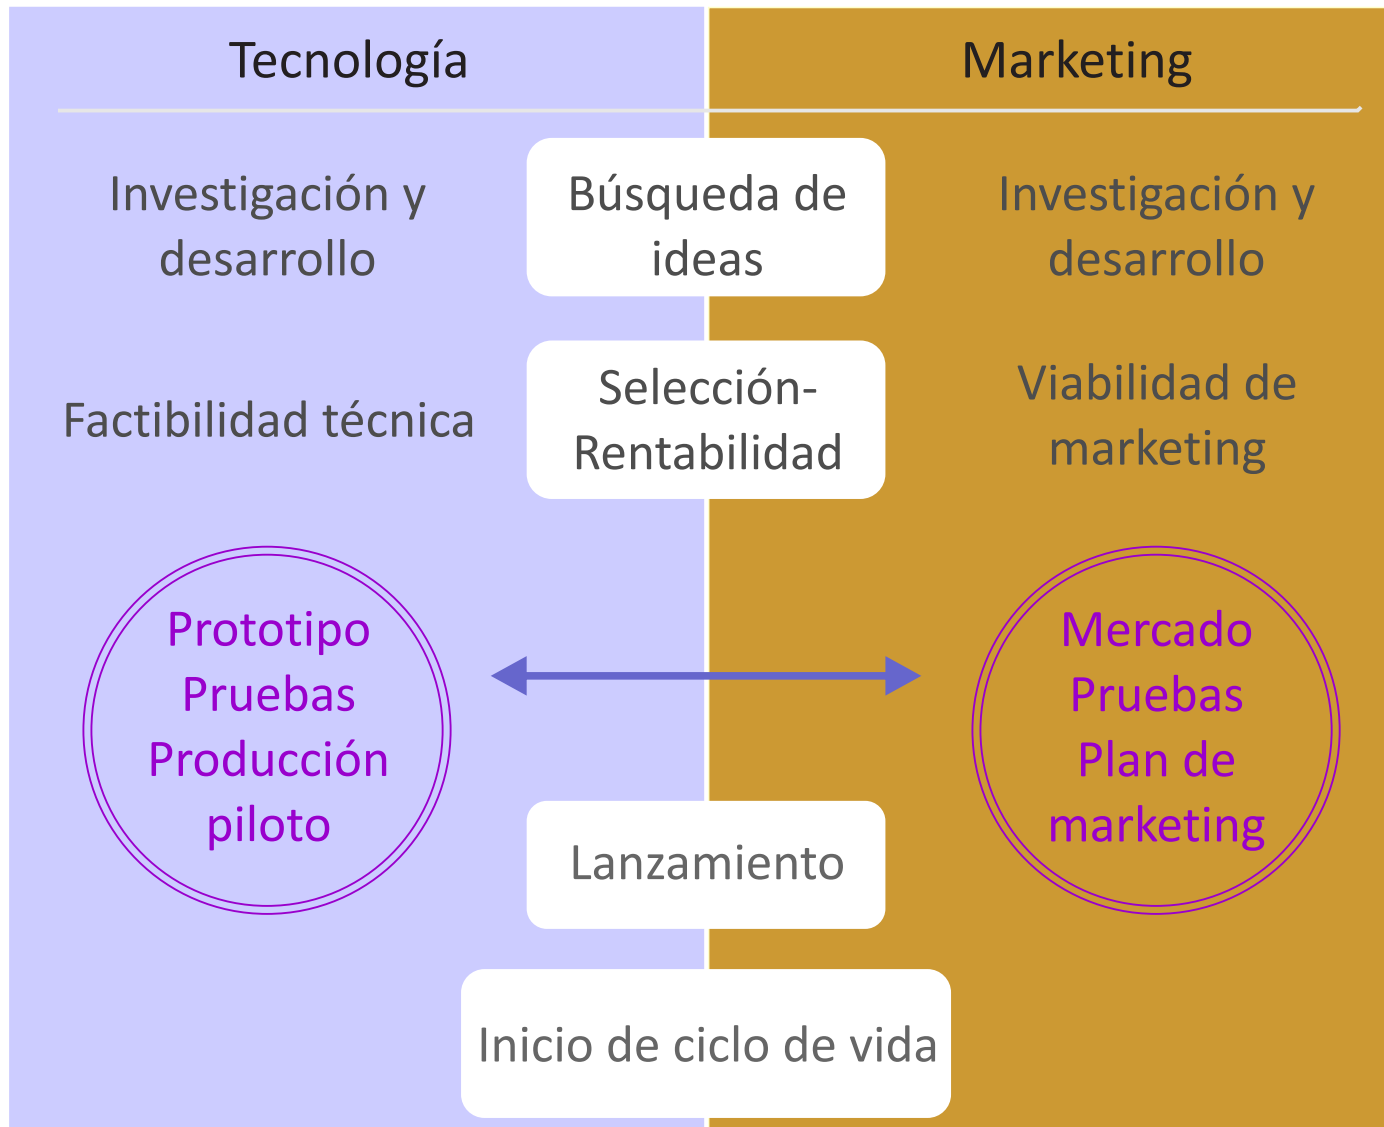 Tecnología
Marketing
Investigación y
desarrollo
Búsqueda de
ideas
Investigación y
desarrollo
Factibilidad técnica
Selección-
Rentabilidad
Viabilidad de
marketing
Prototipo
Pruebas
Producción
piloto
Mercado
Pruebas
Plan de
marketing
Lanzamiento
Inicio de ciclo de vida